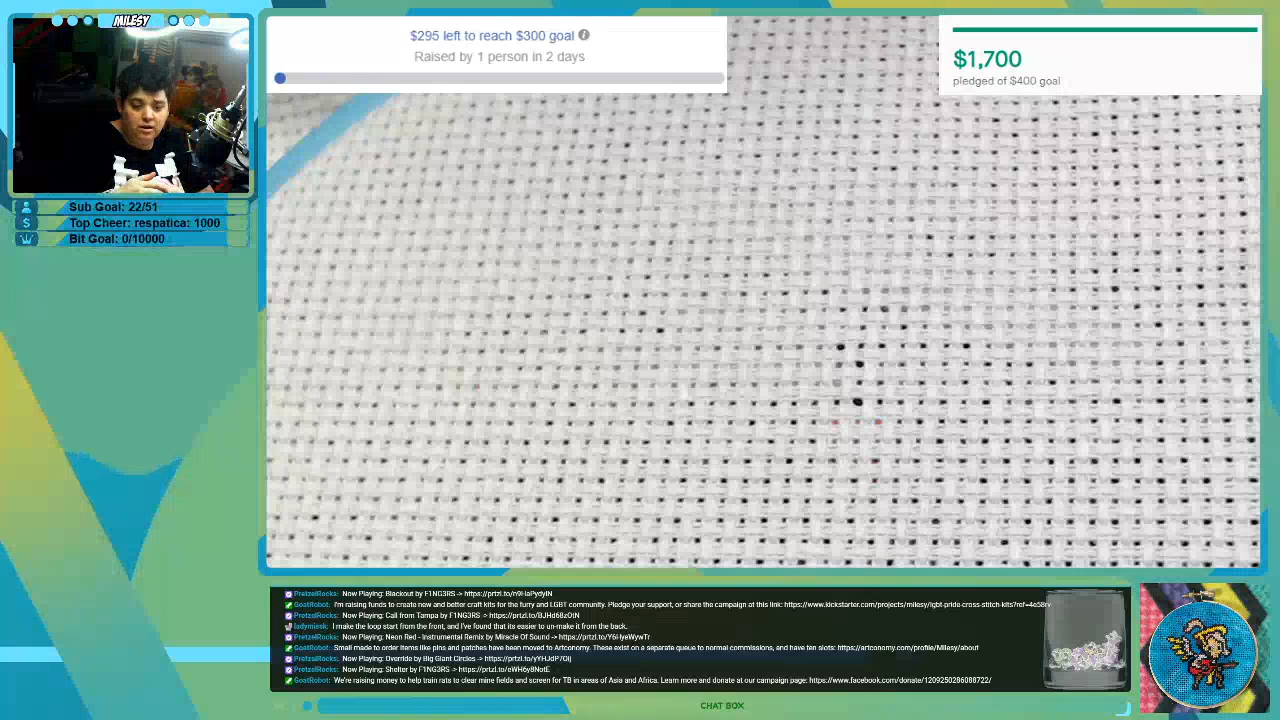 MILESY
$295 left to reach $300 goal
Raised by 1 person in 2 days
$1,700
pledged of $400 goal
Sub Goal: 22/51
Top Cheer: respatica: 1000
Bit Goal: 0/10000
PretzelRocks: Now Playing: Blackout by F1NG3RS -> https://prtzl.to/n9HaPydyIN
GoatRobot: I'm raising funds to create new and better craft kits for the furry and LGBT community. Pledge your support, or share the campaign at this link: https://www.kickstarter.com/projects/milesy/lgbt-pride-cross-stitch-kits?ref=4e58rv
PretzelRocks: Now Playing: Call from Tampa by F1NG3RS -> https://prtzl.to/BJHd68zOtN
ladymissk: I make the loop start from the front, and I've found that its easier to un-make it from the back.
PretzelRocks: Now Playing: Neon Red - Instrumental Remix by Miracle Of Sound -> https://prtzl.to/Y6HyeWywTr
GoatRobot: Small made to order items like pins and patches have been moved to Artconomy. These exist on a separate queue to normal commissions, and have ten slots: https://artconomy.com/profile/Milesy/about
PretzelRocks: Now Playing: Override by Big Giant Circles -> https://prtzl.to/yYHJdP7Oij
PretzelRocks: Now Playing: Shelter by F1NG3RS -> https://prtzl.to/eWH6y8NotE
GoatRobot: We're raising money to help train rats to clear mine fields and screen for TB in areas of Asia and Africa. Learn more and donate at our campaign page: https://www.facebook.com/donate/1209250286088722/
CHAT BOX